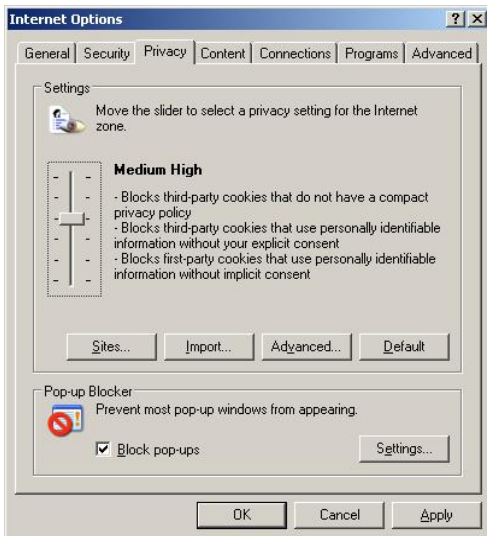 Internet Options
General Security Privacy Content Connections Programs Advanced
Settings
Move the slider to select a privacy setting for the Internet
zone.
Medium High
- Blocks third-party cookies that do not have a compact
privacy policy
- Blocks third-party cookies that use personally identifiable
information without your explicit consent
- Blocks first-party cookies that use personally identifiable
information without implicit consent
Sites... Import... Advanced... Default
Pop-up Blocker
Prevent most pop-up windows from appearing.
Block pop-ups Settings...
OK Cancel Apply